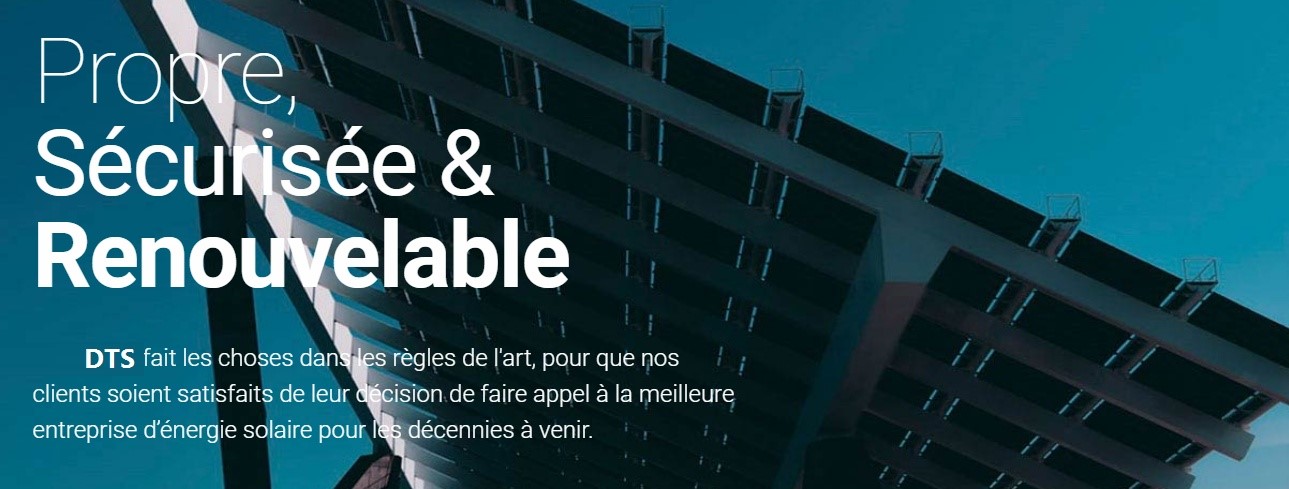 Propre,
Sécurisée &
Renouvelable
DTS fait les choses dans les règles de l'art, pour que nos
clients soient satisfaits de leur décision de faire appel à la meilleure
entreprise d’énergie solaire pour les décennies à venir.